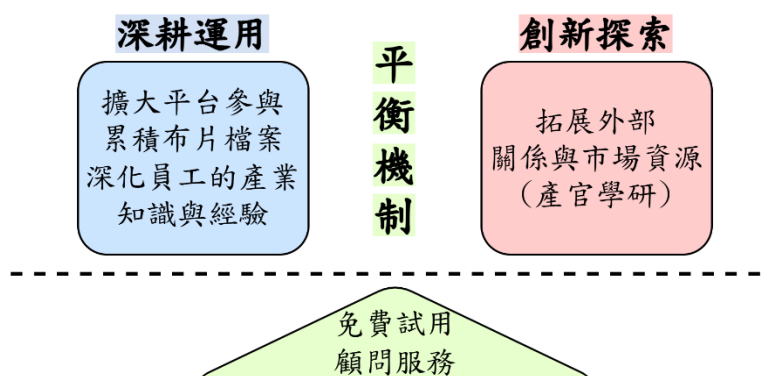 深耕運用
擴大平台參與
累積布片檔案
深化員工的產業
知識與經驗
平
衡
機
制
創新探索
拓展外部
關係與市場資源
（產官學研）
免費試用
顧問服務